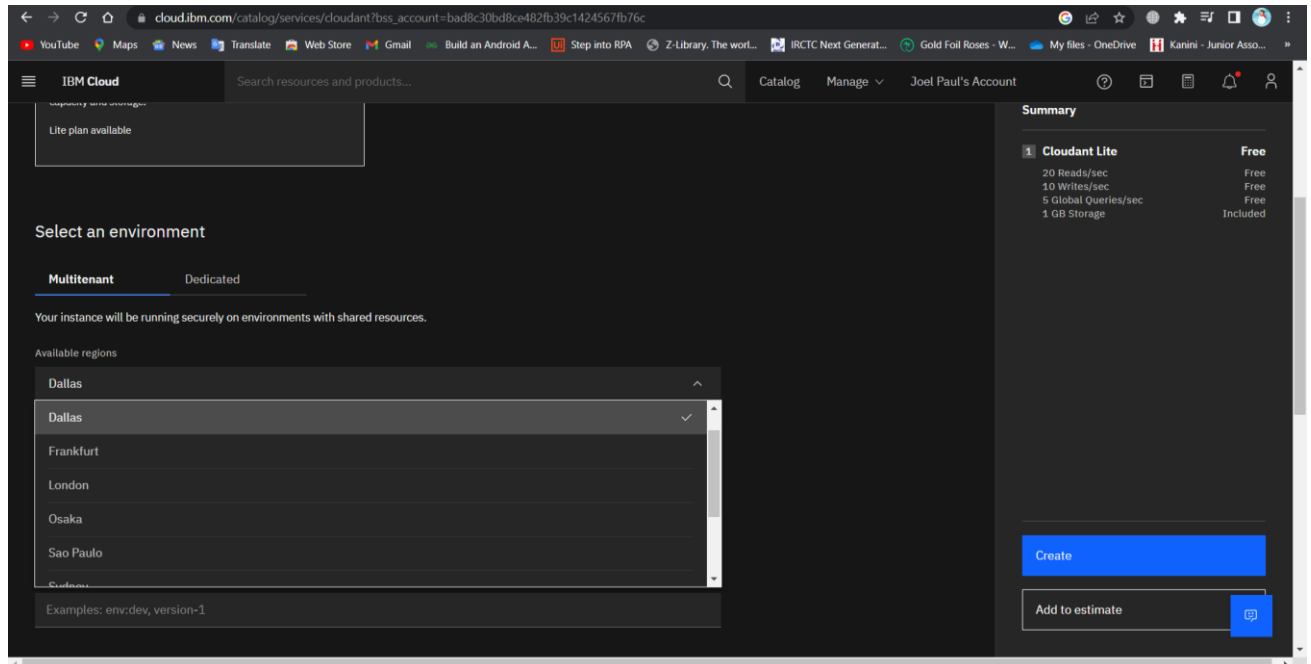 cloud.ibm.com/catalog/services/cloudant?bss_account=bad8c30bd8ce482fb39c1424567fb76c
YouTube Maps News Translate Web Store Gmail Build an Android A... Step into RPA Z-Library. The worl... IRCTC Next Generat... Gold Foil Roses - W... My files - OneDrive Kanini - Junior Asso... »
IBM Cloud Search resources and products... Catalog Manage Joel Paul's Account
capacity and storage.
Lite plan available
Select an environment
Multitenant Dedicated
Your instance will be running securely on environments with shared resources.
Available regions
Dallas
Dallas
Frankfurt
London
Osaka
Sao Paulo
Sydney
Examples: env:dev, version-1
Summary
1 Cloudant Lite Free
20 Reads/sec Free
10 Writes/sec Free
5 Global Queries/sec Free
1 GB Storage Included
Create
Add to estimate